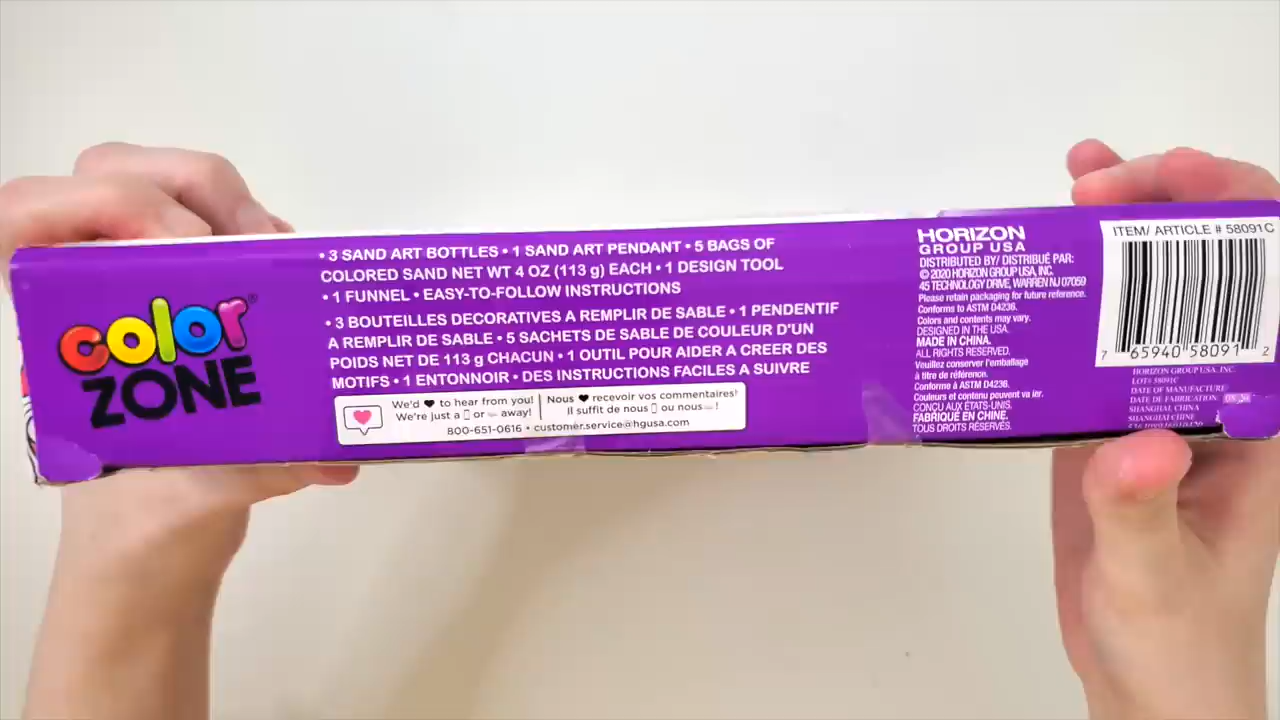 color
ZONE
• 3 SAND ART BOTTLES • 1 SAND ART PENDANT • 5 BAGS OF
COLORED SAND NET WT 4 OZ (113 g) EACH • 1 DESIGN TOOL
• 1 FUNNEL • EASY-TO-FOLLOW INSTRUCTIONS
• 3 BOUTEILLES DECORATIVES A REMPLIR DE SABLE • 1 PENDENTIF
A REMPLIR DE SABLE • 5 SACHETS DE SABLE DE COULEUR D'UN
POIDS NET DE 113 g CHACUN • 1 OUTIL POUR AIDER A CREER DES
MOTIFS • 1 ENTONNOIR • DES INSTRUCTIONS FACILES A SUIVRE
We'd ♥ to hear from you!
We're just a or away!
Nous ♥ recevoir vos commentaires!
Il suffit de nous ou nous !
800-651-0616 • customer.service@hgusa.com
HORIZON
GROUP USA
DISTRIBUTED BY/ DISTRIBUÉ PAR:
© 2020 HORIZON GROUP USA, INC.
45 TECHNOLOGY DRIVE, WARREN NJ 07059
Please retain packaging for future reference.
Conforms to ASTM D4236.
Colors and contents may vary.
DESIGNED IN THE USA.
MADE IN CHINA.
ALL RIGHTS RESERVED.
Veuillez conserver l'emballage
à titre de référence.
Conforme à ASTM D4236.
Couleurs et contenu peuvent varier.
CONÇU AUX ÉTATS-UNIS.
FABRIQUÉ EN CHINE.
TOUS DROITS RÉSERVÉS.
ITEM/ ARTICLE # 58091C
7 65940 58091 2
HORIZON GROUP USA, INC.
LOT# 58091C
DATE OF MANUFACTURE
DATE DE FABRICATION:
SHANGHAI CHINA
SHANGHAI CHINE